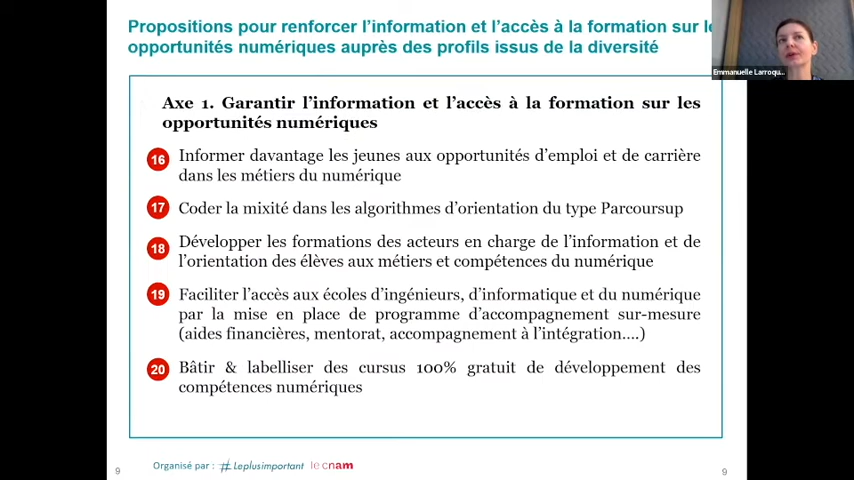 Propositions pour renforcer l'information et l'accès à la formation sur
opportunités numériques auprès des profils issus de la diversité
Emmanuelle Larroqu...
Axe 1. Garantir l'information et l'accès à la formation sur les
opportunités numériques
16 Informer davantage les jeunes aux opportunités d'emploi et de carrière
dans les métiers du numérique
17 Coder la mixité dans les algorithmes d'orientation du type Parcoursup
18 Développer les formations des acteurs en charge de l'information et de
l'orientation des élèves aux métiers et compétences du numérique
19 Faciliter l'accès aux écoles d'ingénieurs, d'informatique et du numérique
par la mise en place de programme d'accompagnement sur-mesure
(aides financières, mentorat, accompagnement à l'intégration....)
20 Bâtir & labelliser des cursus 100% gratuit de développement des
compétences numériques
9 Organisé par : #Leplusimportant le cnam 9